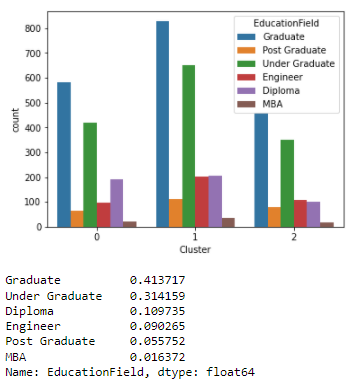 EducationField
Graduate
Post Graduate
Under Graduate
Engineer
Diploma
MBA
800
700
600
500
400
300
200
100
0
count
0 1 2
Cluster
Graduate 0.413717
Under Graduate 0.314159
Diploma 0.109735
Engineer 0.090265
Post Graduate 0.055752
MBA 0.016372
Name: EducationField, dtype: float64